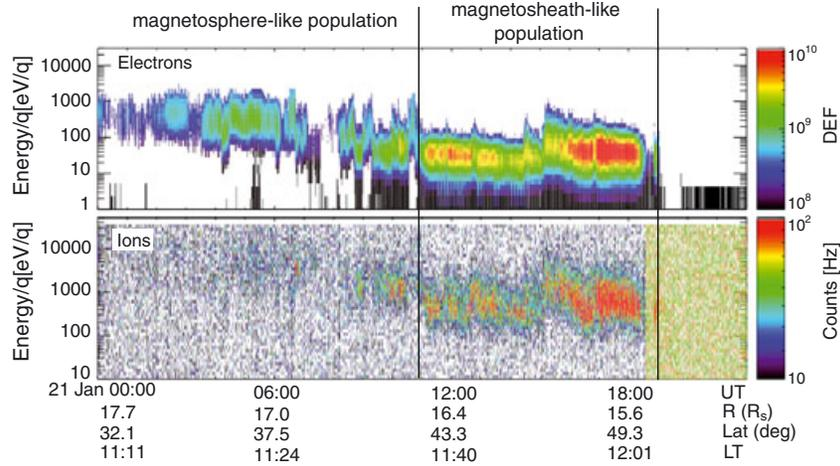 magnetosphere-like population
magnetosheath-like
population
Electrons
Energy/q[eV/q]
10000
1000
100
10
1
10^10
10^9
10^8
DEF
Ions
Energy/q[eV/q]
10000
1000
100
10
10^2
10
Counts [Hz]
21 Jan 00:00 06:00 12:00 18:00 UT
17.7 17.0 16.4 15.6 R (Rs)
32.1 37.5 43.3 49.3 Lat (deg)
11:11 11:24 11:40 12:01 LT